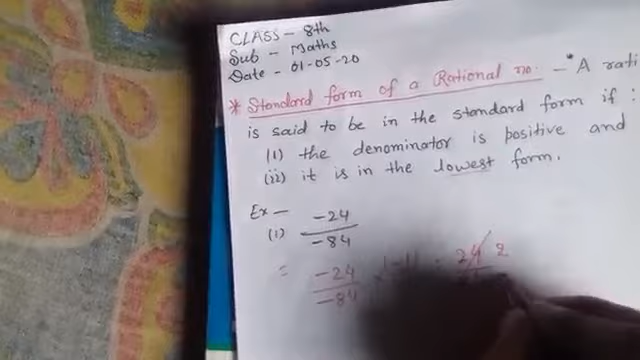 CLASS - 8th
Sub - Maths
Date - 01-05-20
* Standard form of a Rational no. - * A rati
is said to be in the standard form if :
(i) the denominator is positive and
(ii) it is in the lowest form.
Ex -
(i) -24
-84
= -24 24 2
-84